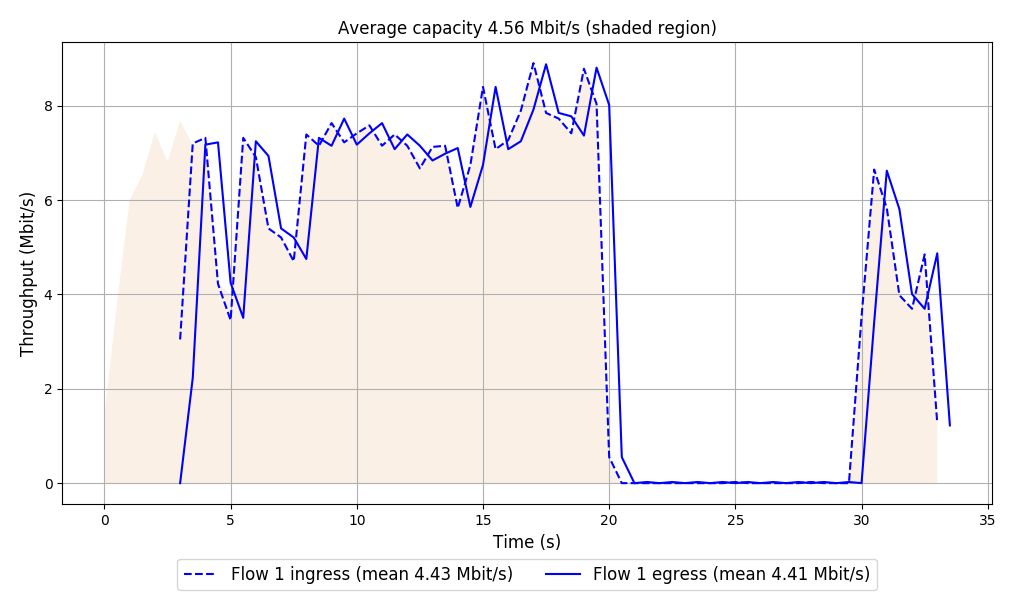 Average capacity 4.56 Mbit/s (shaded region)
Throughput (Mbit/s)
8
6
4
2
0
0 5 10 15 20 25 30 35
Time (s)
Flow 1 ingress (mean 4.43 Mbit/s) Flow 1 egress (mean 4.41 Mbit/s)